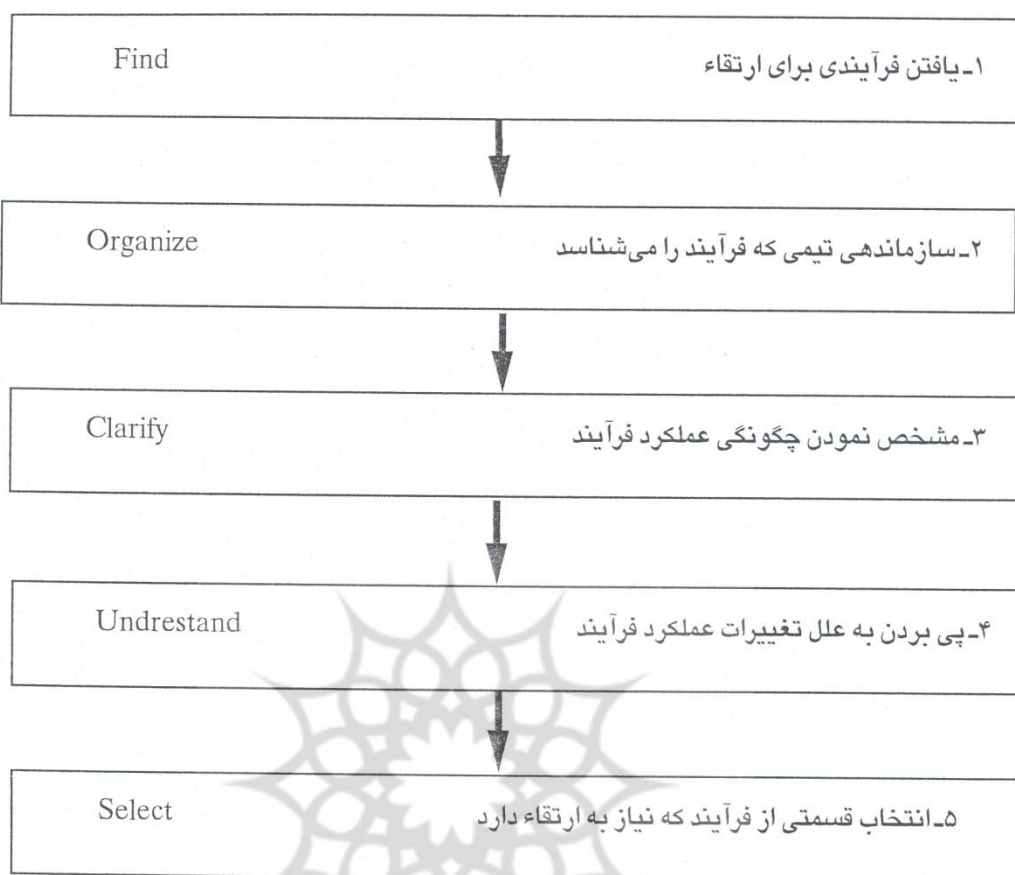 Find ۱ـ یافتن فرآیندی برای ارتقاء
Organize ۲ـ سازماندهی تیمی که فرآیند را می‌شناسد
Clarify ۳ـ مشخص نمودن چگونگی عملکرد فرآیند
Undrestand ۴ـ پی بردن به علل تغییرات عملکرد فرآیند
Select ۵ـ انتخاب قسمتی از فرآیند که نیاز به ارتقاء دارد